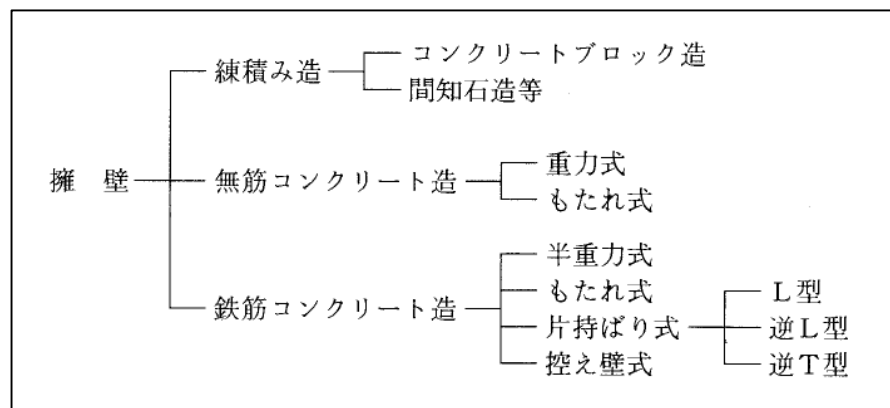 コンクリートブロック造
練積み造
間知石造等
重力式
擁 壁
無筋コンクリート造
もたれ式
半重力式
もたれ式
L型
鉄筋コンクリート造
片持ばり式
逆L型
控え壁式
逆T型